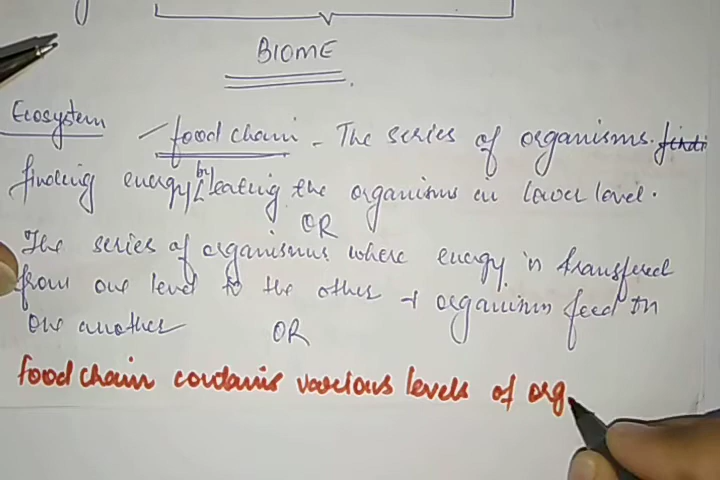 BIOME
Ecosystem food chain - The series of organisms.
finding energy by eating the organisms in lower level.
OR
The series of organisms where energy is transfered
from one level to the other + organisms feed on
one another OR
food chain contains various levels of org